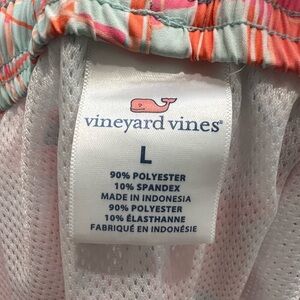 vineyard vines®
L
90% POLYESTER
10% SPANDEX
MADE IN INDONESIA
90% POLYESTER
10% ÉLASTHANNE
FABRIQUÉ EN INDONÉSIE